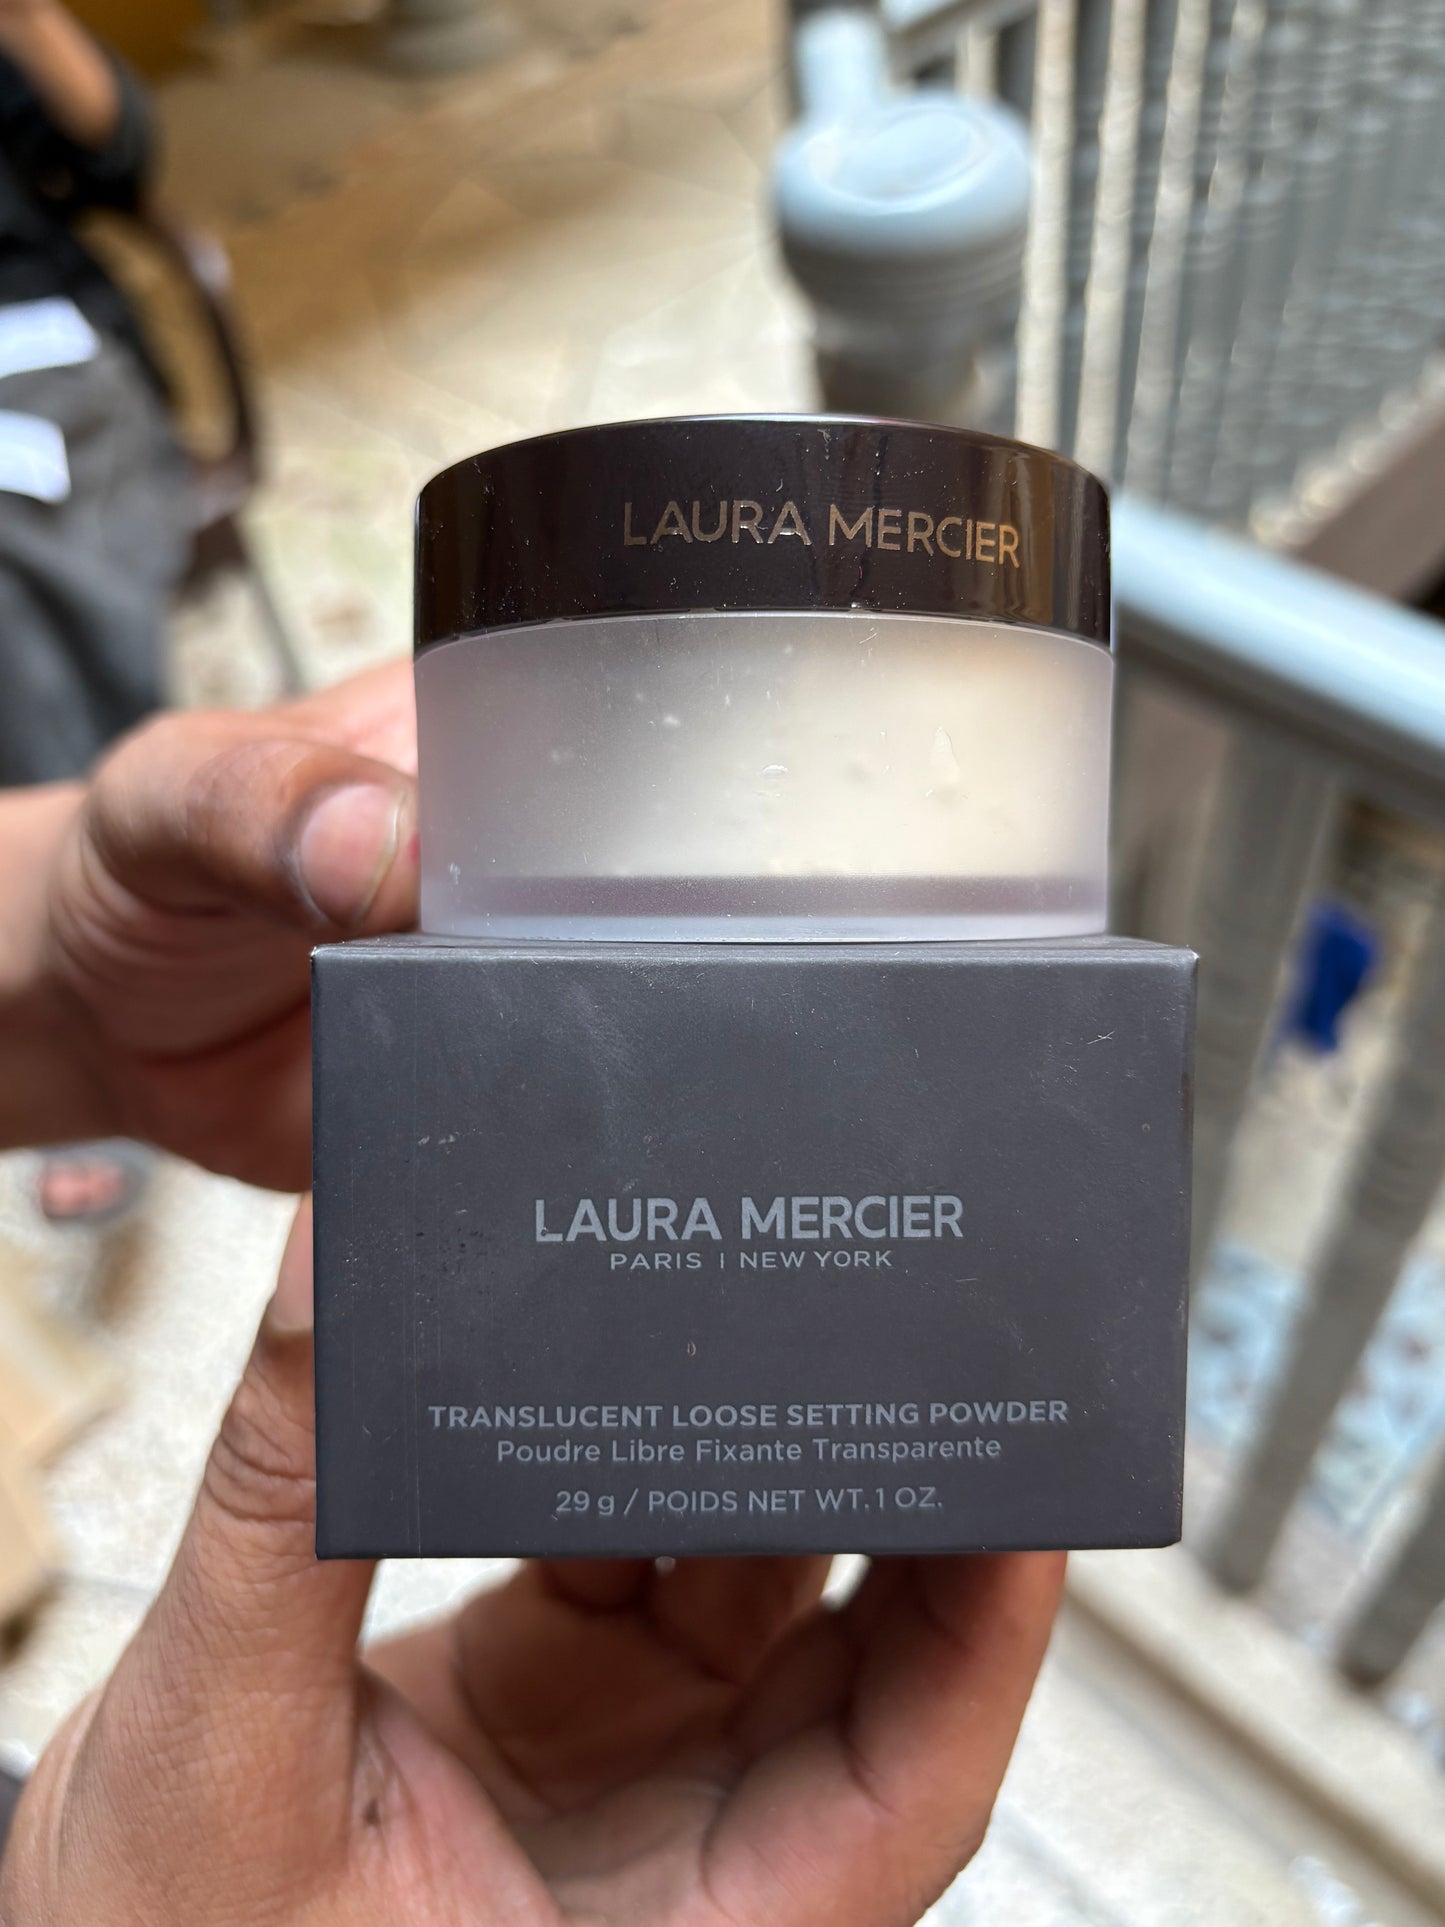 LAURA MERCIER
LAURA MERCIER
PARIS | NEW YORK
TRANSLUCENT LOOSE SETTING POWDER
Poudre Libre Fixante Transparente
29 g / POIDS NET WT. 1 OZ.